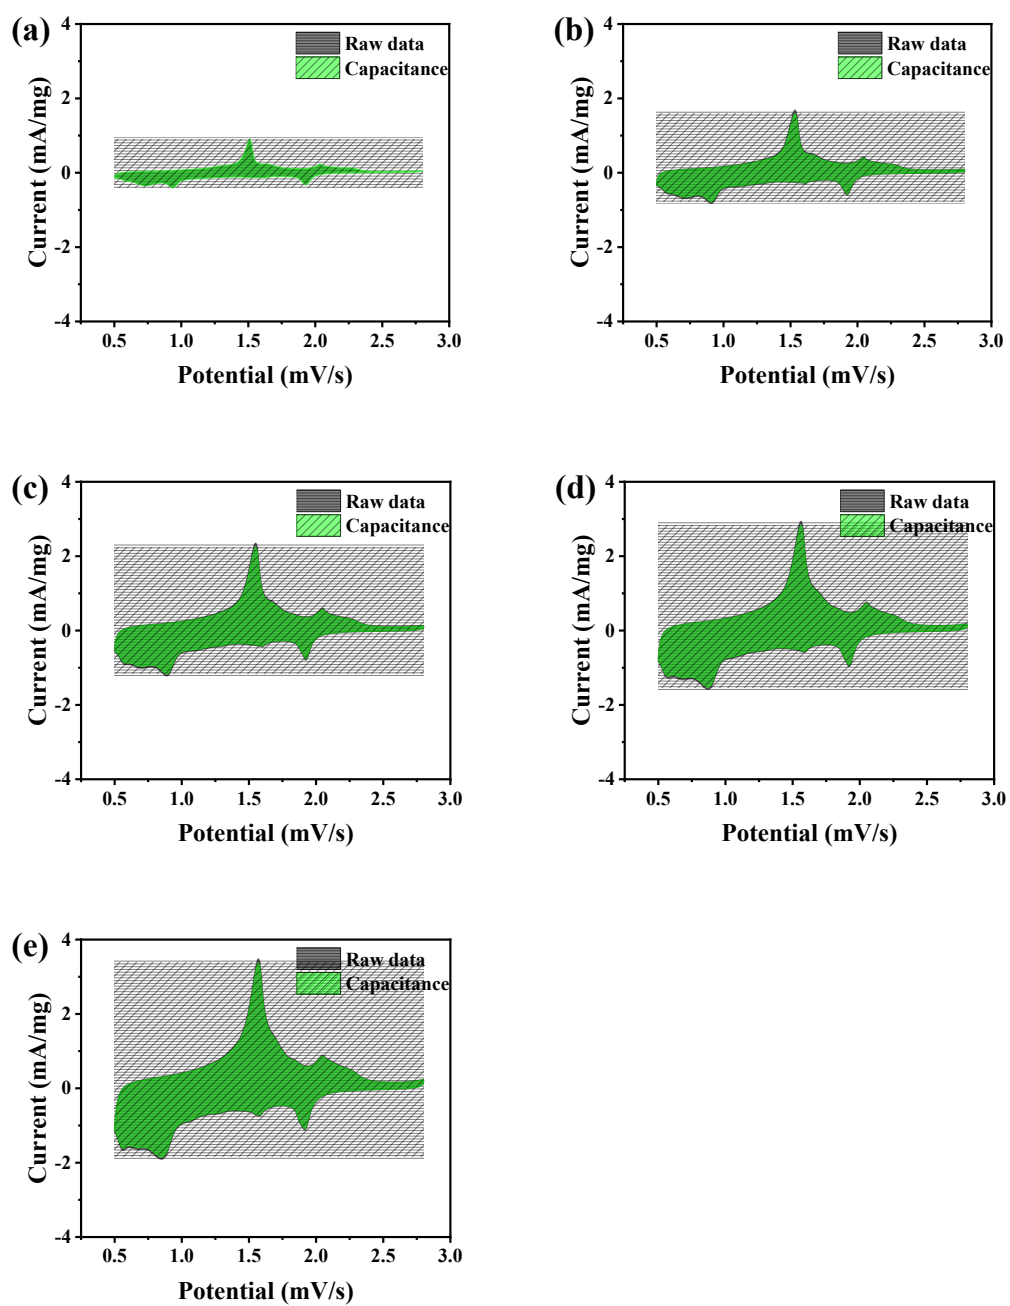 (a)
Raw data
Capacitance
Current (mA/mg)
4
2
0
-2
-4
0.5 1.0 1.5 2.0 2.5 3.0
Potential (mV/s)
(b)
Raw data
Capacitance
Current (mA/mg)
4
2
0
-2
-4
0.5 1.0 1.5 2.0 2.5 3.0
Potential (mV/s)
(c)
Raw data
Capacitance
Current (mA/mg)
4
2
0
-2
-4
0.5 1.0 1.5 2.0 2.5 3.0
Potential (mV/s)
(d)
Raw data
Capacitance
Current (mA/mg)
4
2
0
-2
-4
0.5 1.0 1.5 2.0 2.5 3.0
Potential (mV/s)
(e)
Raw data
Capacitance
Current (mA/mg)
4
2
0
-2
-4
0.5 1.0 1.5 2.0 2.5 3.0
Potential (mV/s)